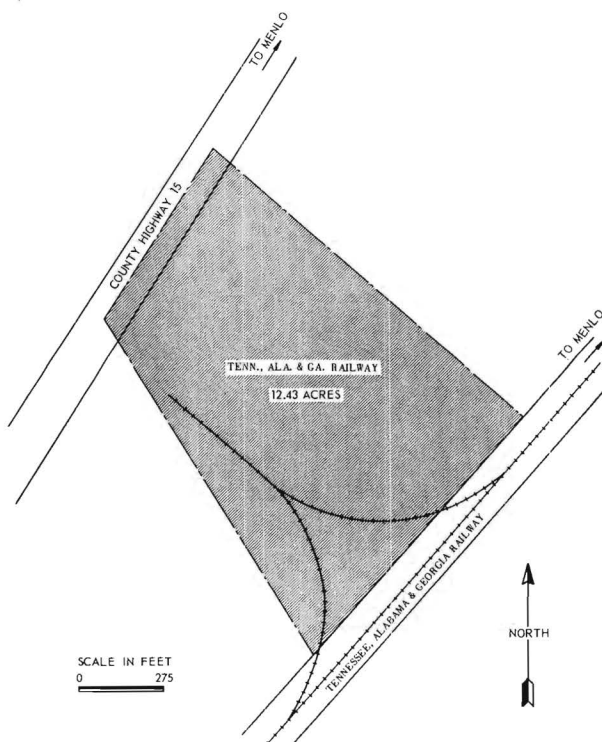 TO MENLO
COUNTY HIGHWAY 15
TENN., ALA. & GA. RAILWAY
12.43 ACRES
TO MENLO
TENNESSEE, ALABAMA & GEORGIA RAILWAY
NORTH
SCALE IN FEET
0 275